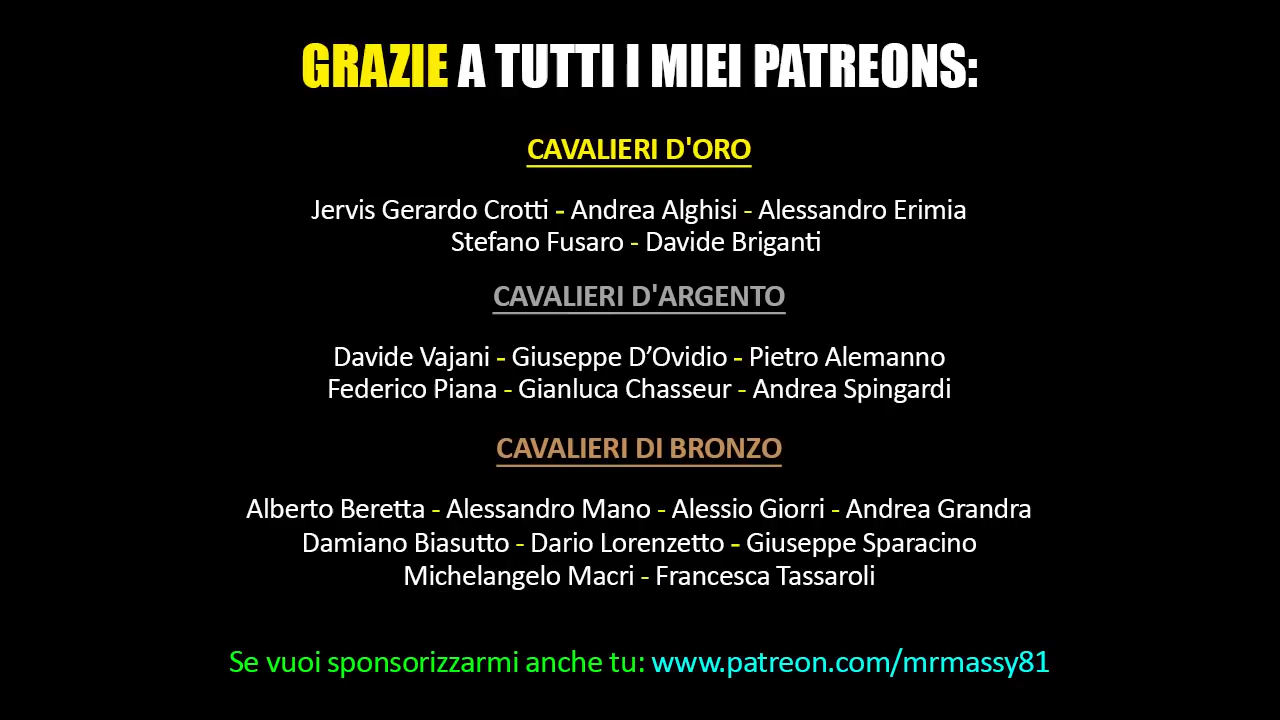 GRAZIE A TUTTI I MIEI PATREONS:
CAVALIERI D'ORO
Jervis Gerardo Crotti - Andrea Alghisi - Alessandro Erimia
Stefano Fusaro - Davide Briganti
CAVALIERI D'ARGENTO
Davide Vajani - Giuseppe D’Ovidio - Pietro Alemanno
Federico Piana - Gianluca Chasseur - Andrea Spingardi
CAVALIERI DI BRONZO
Alberto Beretta - Alessandro Mano - Alessio Giorri - Andrea Grandra
Damiano Biasutto - Dario Lorenzetto - Giuseppe Sparacino
Michelangelo Macri - Francesca Tassaroli
Se vuoi sponsorizzarmi anche tu: www.patreon.com/mrmassy81